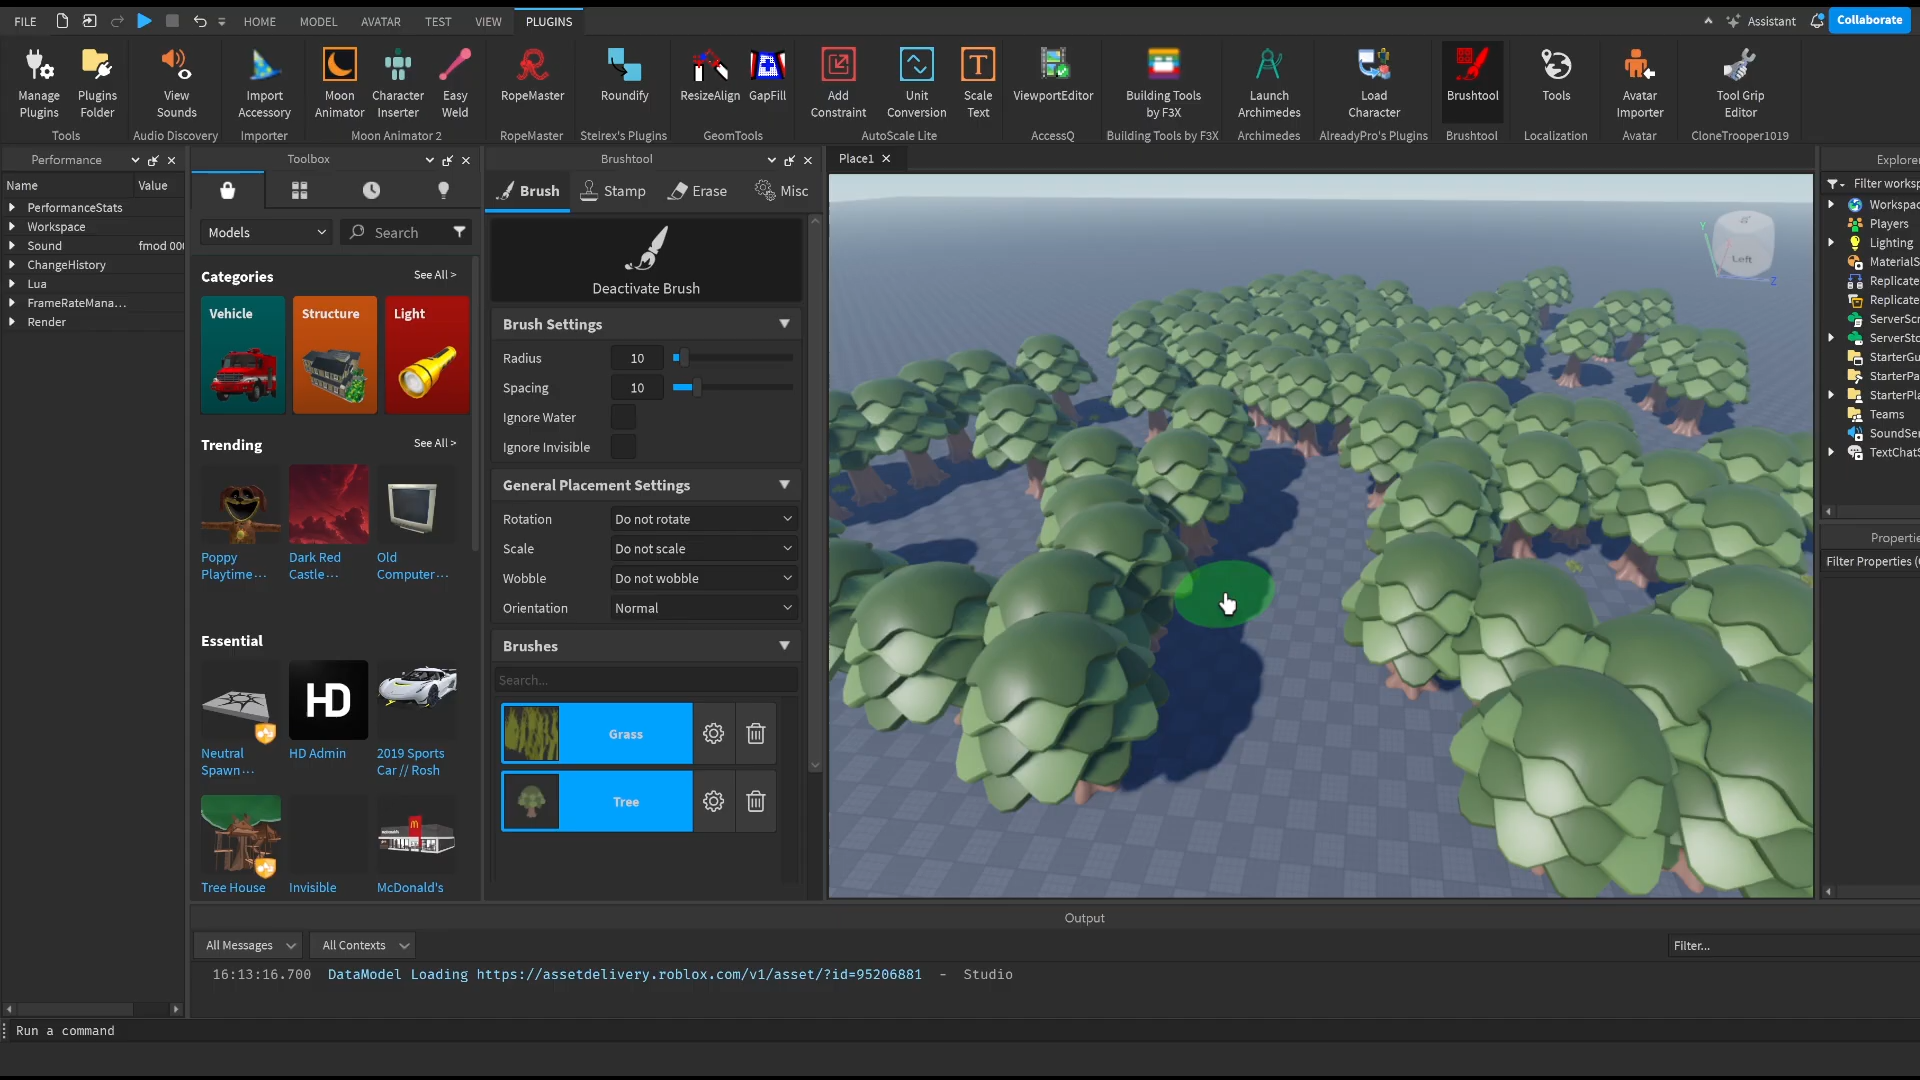 FILE HOME MODEL AVATAR TEST VIEW PLUGINS Assistant Collaborate
Manage Plugins
Plugins Folder
View Sounds
Import Accessory
Moon Animator
Character Inserter
Easy Weld
RopeMaster
Roundify
ResizeAlign
GapFill
Add Constraint
Unit Conversion
Scale Text
ViewportEditor
Building Tools by F3X
Launch Archimedes
Load Character
Brushtool
Tools
Avatar Importer
Tool Grip Editor
Tools Audio Discovery Importer Moon Animator 2 RopeMaster Stelrex's Plugins GeomTools AutoScale Lite AccessQ Building Tools by F3X Archimedes AlreadyPro's Plugins Brushtool Localization Avatar CloneTrooper1019
Performance
Name Value
PerformanceStats
Workspace
Sound fmod 000
ChangeHistory
Lua
FrameRateMana...
Render
Toolbox
Models Search
Categories See All >
Vehicle Structure Light
Trending See All >
Poppy Playtime...
Dark Red Castle...
Old Computer...
Essential
HD
Neutral Spawn...
HD Admin
2019 Sports Car // Rosh
Tree House Invisible McDonald's
Brushtool
Brush Stamp Erase Misc
Deactivate Brush
Brush Settings
Radius 10
Spacing 10
Ignore Water
Ignore Invisible
General Placement Settings
Rotation Do not rotate
Scale Do not scale
Wobble Do not wobble
Orientation Normal
Brushes
Search...
Grass
Tree
Place1
Left
Y
Z
Explorer
Filter workspa
Workspac
Players
Lighting
MaterialS
Replicate
Replicate
ServerScr
ServerSto
StarterGu
StarterPa
StarterPla
Teams
SoundSer
TextChatS
Propertie
Filter Properties (
Output
All Messages All Contexts Filter...
16:13:16.700 DataModel Loading https://assetdelivery.roblox.com/v1/asset/?id=95206881 - Studio
Run a command